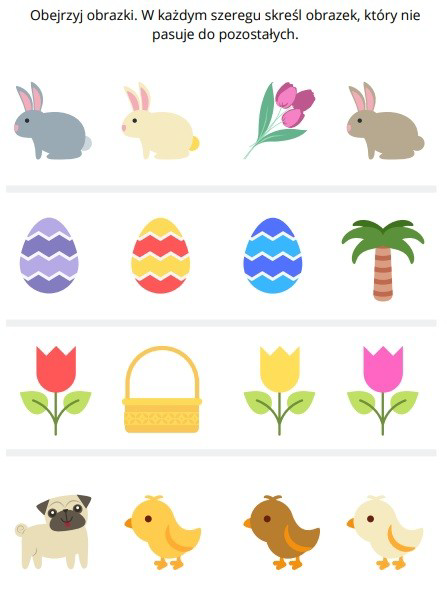 Obejrzyj obrazki. W każdym szeregu skreśl obrazek, który nie
pasuje do pozostałych.